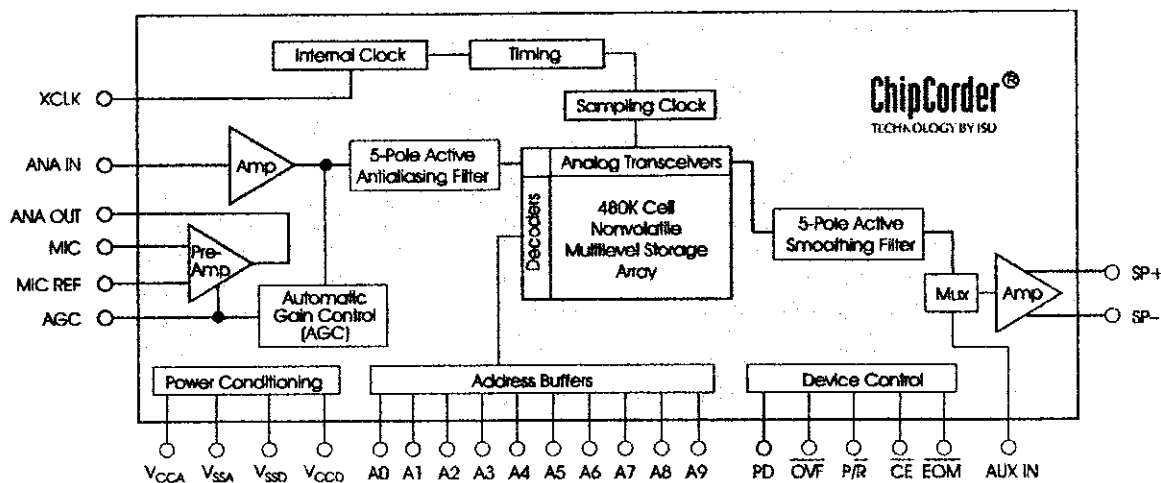 Internal Clock
Timing
XCLK
Sampling Clock
ChipCorder®
TECHNOLOGY BY ISD
ANA IN
Amp
5-Pole Active
Antialiasing Filter
Analog Transceivers
Decoders
480K Cell
Nonvolatile
Multilevel Storage
Array
5-Pole Active
Smoothing Filter
ANA OUT
MIC
Pre-
Amp
MIC REF
AGC
Automatic
Gain Control
(AGC)
Mux
Amp
SP+
SP–
Power Conditioning
Address Buffers
Device Control
VCCA VSSA VSSD VCCD A0 A1 A2 A3 A4 A5 A6 A7 A8 A9 PD O̅V̅F̅ P/R̅ C̅E̅ E̅O̅M̅ AUX IN